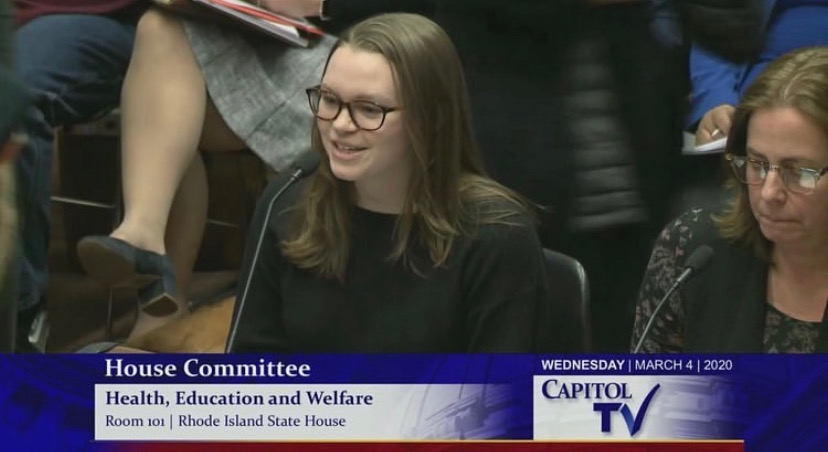 House Committee
WEDNESDAY | MARCH 4 | 2020
Health, Education and Welfare
Room 101 | Rhode Island State House
CAPITOL
TV